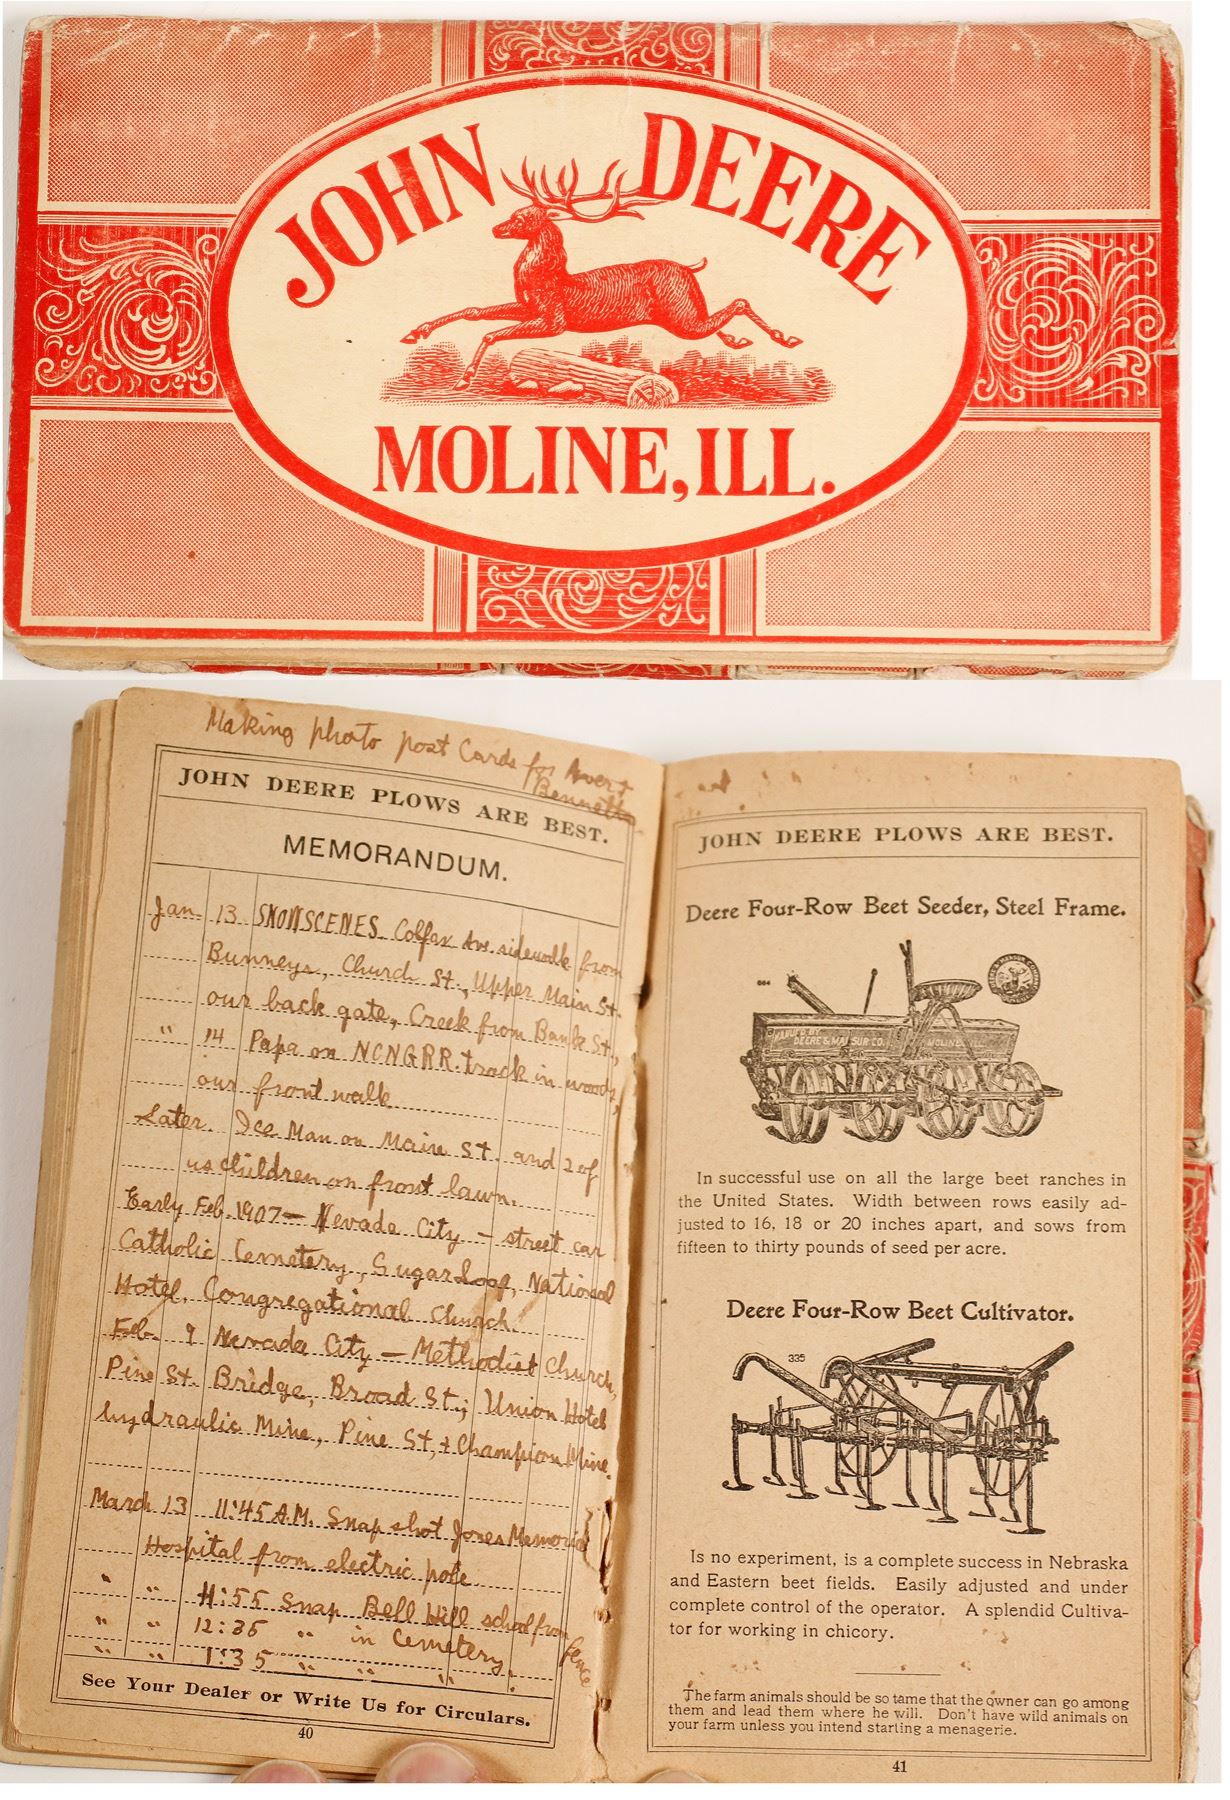 JOHN DEERE
MOLINE, ILL.
Making photo post Cards for Avery
Bennetts
JOHN DEERE PLOWS ARE BEST.
MEMORANDUM.
Jan. 13 SNOWSCENES. Colfax Ave. sidewalk from
Bunneys, Church St., Upper Main St.
our back gate, Creek from Bank St.,
" 14 Papa on NCNGRR. track in woods,
our front walk
Later. Ice Man on Main St. and 2 of
us children on front lawn.
Early Feb. 1907 — Nevada City — street car
Catholic Cemetery, Sugar Loaf, National
Hotel, Congregational Church.
Feb. 9 Nevada City — Methodist Church,
Pine St. Bridge, Broad St.; Union Hotel
hydraulic Mine, Pine St, + Champion Mine.
March 13 11:45 A.M. Snap shot Jones Memorial
Hospital from electric pole
" " 11:55 Snap Bell Hill school from
fence
" " 12:35 " in Cemetery.
" " 1:35 " " "
See Your Dealer or Write Us for Circulars.
40
JOHN DEERE PLOWS ARE BEST.
Deere Four-Row Beet Seeder, Steel Frame.
664
DEERE & MANSUR CO. MOLINE, ILL.
In successful use on all the large beet ranches in
the United States. Width between rows easily ad-
justed to 16, 18 or 20 inches apart, and sows from
fifteen to thirty pounds of seed per acre.
Deere Four-Row Beet Cultivator.
335
Is no experiment, is a complete success in Nebraska
and Eastern beet fields. Easily adjusted and under
complete control of the operator. A splendid Cultiva-
tor for working in chicory.
The farm animals should be so tame that the owner can go among
them and lead them where he will. Don't have wild animals on
your farm unless you intend starting a menagerie.
41